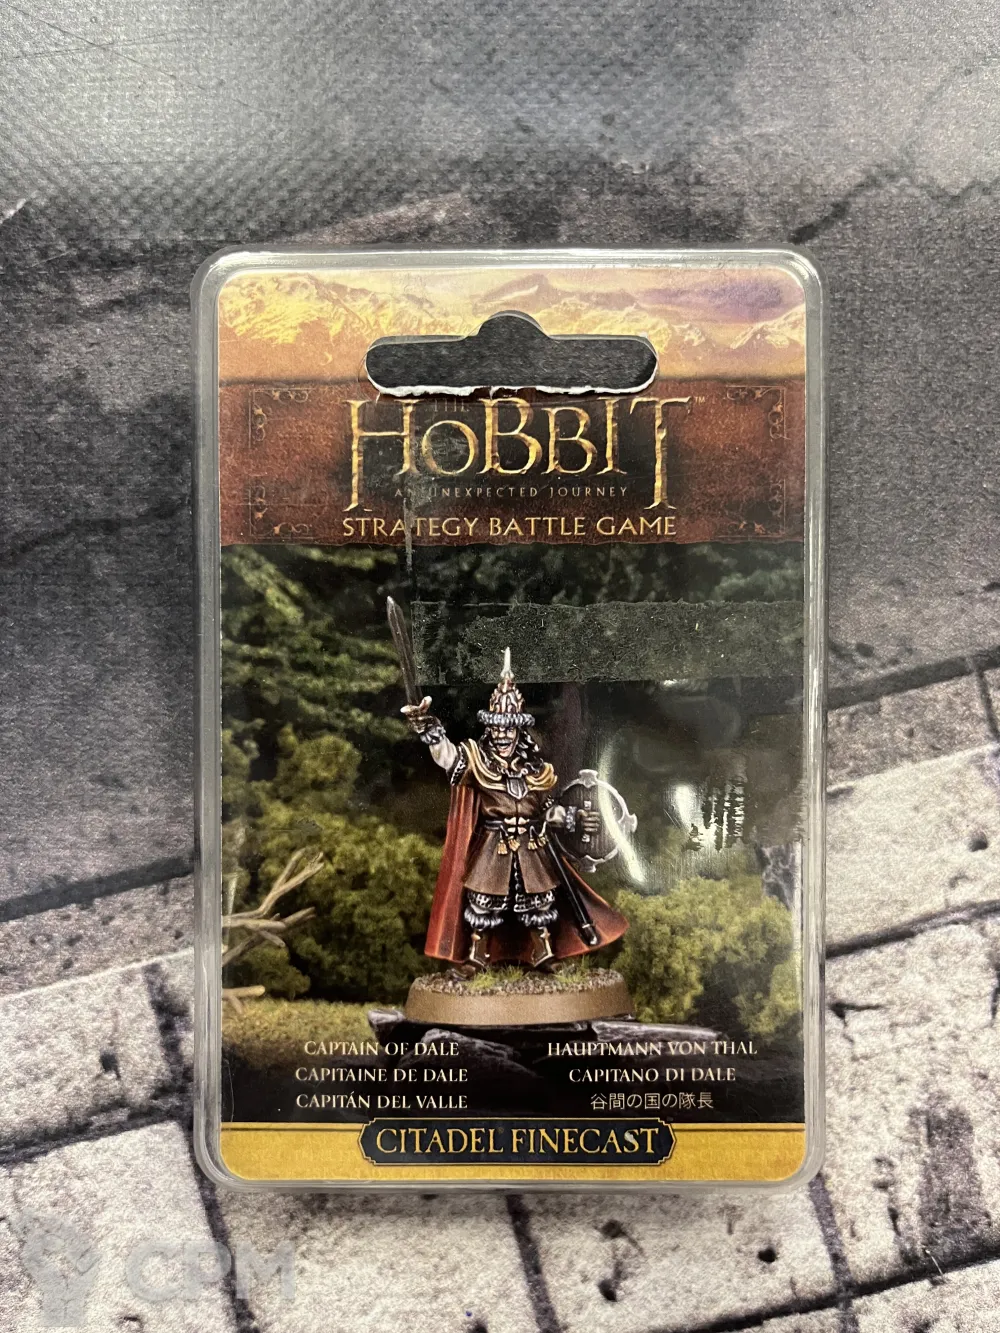 THE
HOBBIT™
AN UNEXPECTED JOURNEY
STRATEGY BATTLE GAME
CAPTAIN OF DALE
CAPITAINE DE DALE
CAPITÁN DEL VALLE
HAUPTMANN VON THAL
CAPITANO DI DALE
谷間の国の隊長
CITADEL FINECAST
CPM